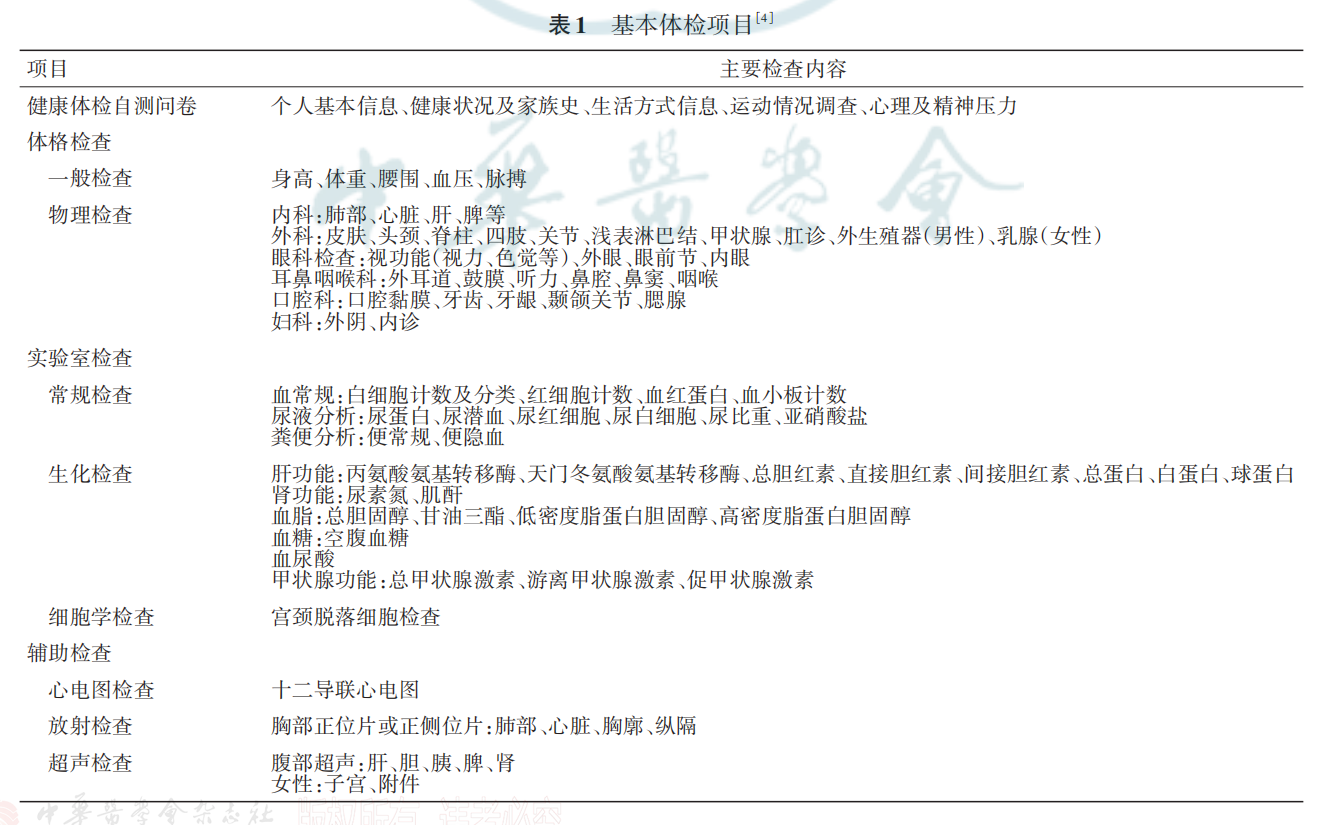 表1 基本体检项目[4]
项目 主要检查内容
健康体检自测问卷 个人基本信息、健康状况及家族史、生活方式信息、运动情况调查、心理及精神压力
体格检查
一般检查 身高、体重、腰围、血压、脉搏
物理检查 内科:肺部、心脏、肝、脾等
外科:皮肤、头颈、脊柱、四肢、关节、浅表淋巴结、甲状腺、肛诊、外生殖器(男性)、乳腺(女性)
眼科检查:视功能(视力、色觉等)、外眼、眼前节、内眼
耳鼻咽喉科:外耳道、鼓膜、听力、鼻腔、鼻窦、咽喉
口腔科:口腔黏膜、牙齿、牙龈、颞颌关节、腮腺
妇科:外阴、内诊
实验室检查
常规检查 血常规:白细胞计数及分类、红细胞计数、血红蛋白、血小板计数
尿液分析:尿蛋白、尿潜血、尿红细胞、尿白细胞、尿比重、亚硝酸盐
粪便分析:便常规、便隐血
生化检查 肝功能:丙氨酸氨基转移酶、天门冬氨酸氨基转移酶、总胆红素、直接胆红素、间接胆红素、总蛋白、白蛋白、球蛋白
肾功能:尿素氮、肌酐
血脂:总胆固醇、甘油三酯、低密度脂蛋白胆固醇、高密度脂蛋白胆固醇
血糖:空腹血糖
血尿酸
甲状腺功能:总甲状腺激素、游离甲状腺激素、促甲状腺激素
细胞学检查 宫颈脱落细胞检查
辅助检查
心电图检查 十二导联心电图
放射检查 胸部正位片或正侧位片:肺部、心脏、胸廓、纵隔
超声检查 腹部超声:肝、胆、胰、脾、肾
女性:子宫、附件
中華醫學會
中華醫學會杂志社 版权所有 违者必究